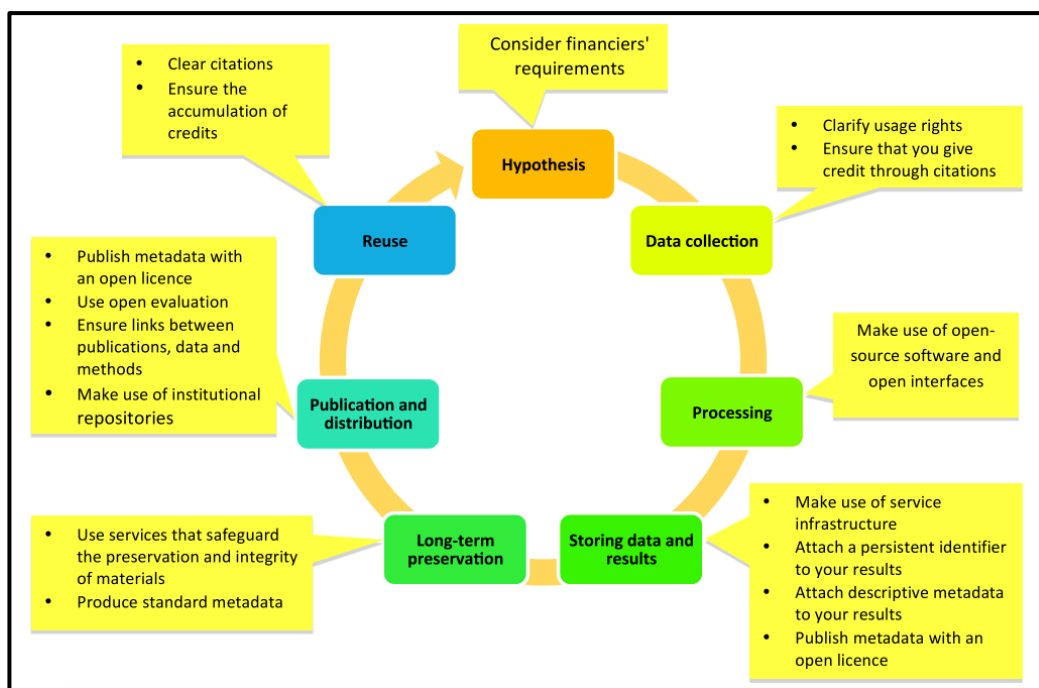 Consider financiers'
requirements
Hypothesis
• Clarify usage rights
• Ensure that you give
credit through citations
Data collection
Make use of open-
source software and
open interfaces
Processing
• Make use of service
infrastructure
• Attach a persistent identifier
to your results
• Attach descriptive metadata
to your results
• Publish metadata with an
open licence
Storing data and
results
• Use services that safeguard
the preservation and integrity
of materials
• Produce standard metadata
Long-term
preservation
• Publish metadata with
an open licence
• Use open evaluation
• Ensure links between
publications, data and
methods
• Make use of institutional
repositories
Publication and
distribution
• Clear citations
• Ensure the
accumulation of
credits
Reuse